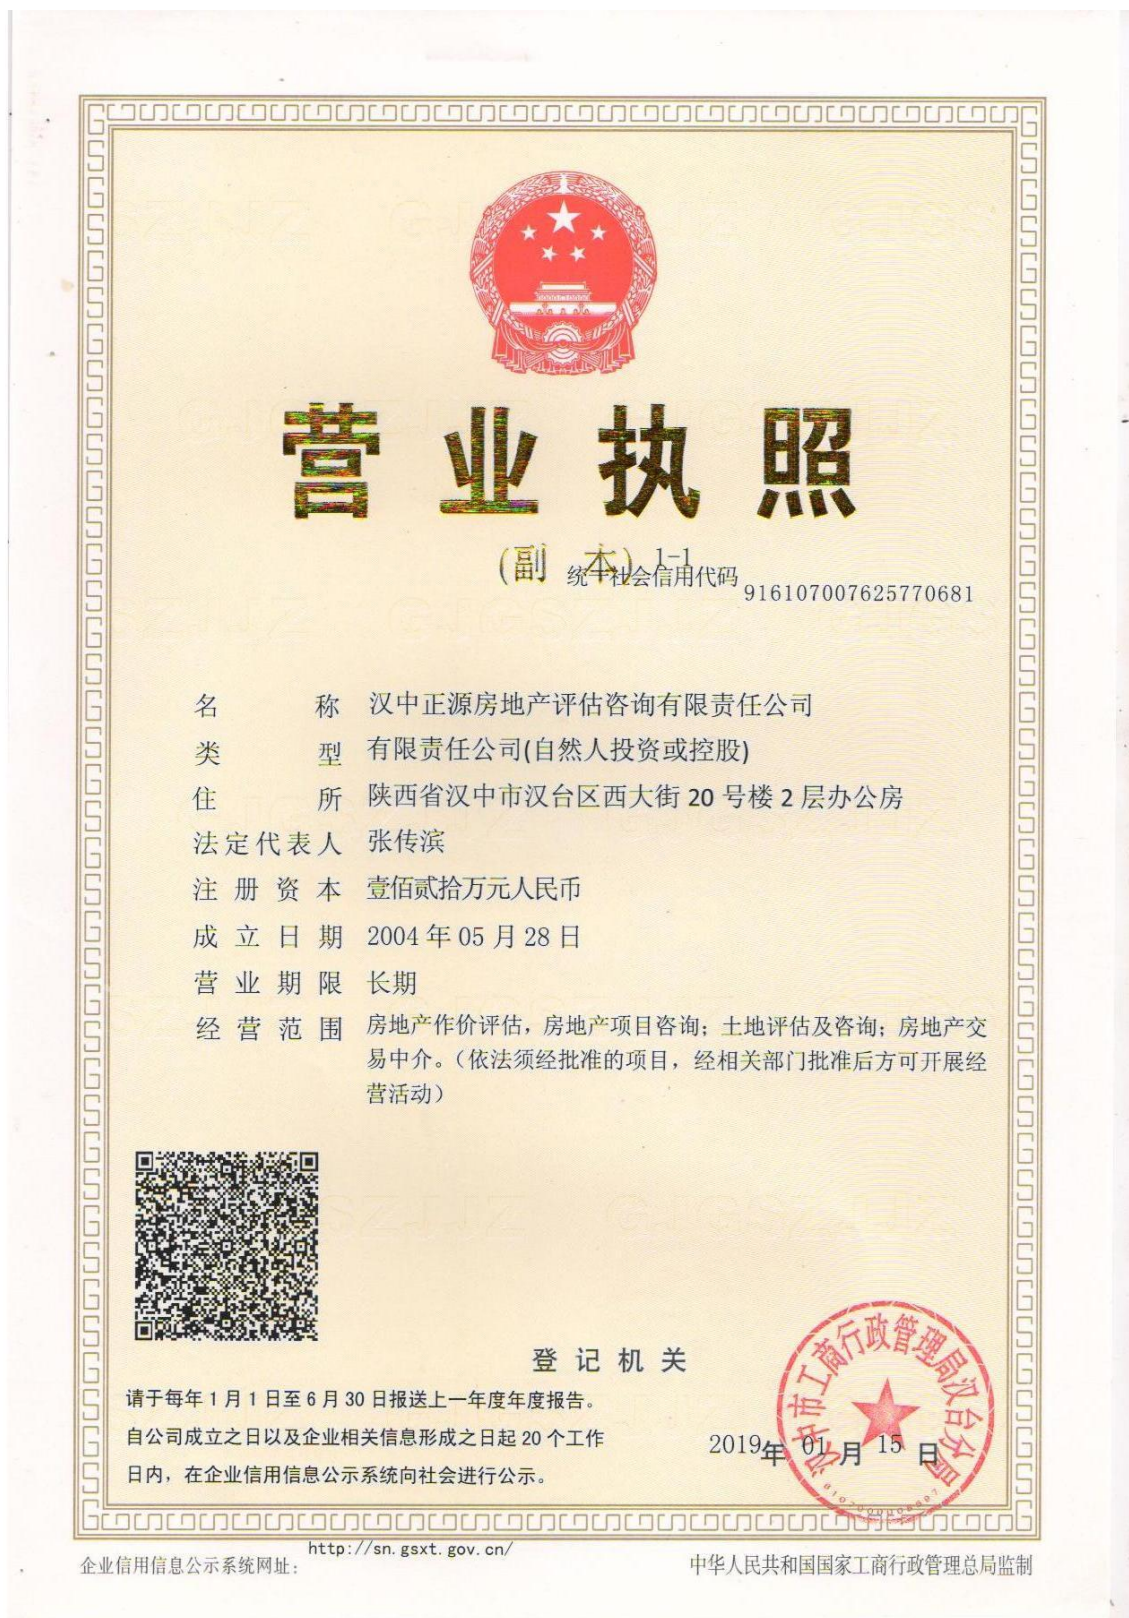 营业执照
(副 本) 1-1
统一社会信用代码
916107007625770681
名 称 汉中正源房地产评估咨询有限责任公司
类 型 有限责任公司(自然人投资或控股)
住 所 陕西省汉中市汉台区西大街 20 号楼 2 层办公房
法定代表人 张传滨
注 册 资 本 壹佰贰拾万元人民币
成 立 日 期 2004 年 05 月 28 日
营 业 期 限 长期
经 营 范 围 房地产作价评估，房地产项目咨询；土地评估及咨询；房地产交
易中介。（依法须经批准的项目，经相关部门批准后方可开展经
营活动）
登 记 机 关
汉中市工商行政管理局汉台分局
请于每年 1 月 1 日至 6 月 30 日报送上一年度年度报告。
自公司成立之日以及企业相关信息形成之日起 20 个工作
日内，在企业信用信息公示系统向社会进行公示。
2019年 01 月 15 日
企业信用信息公示系统网址： http://sn.gsxt.gov.cn/
中华人民共和国国家工商行政管理总局监制